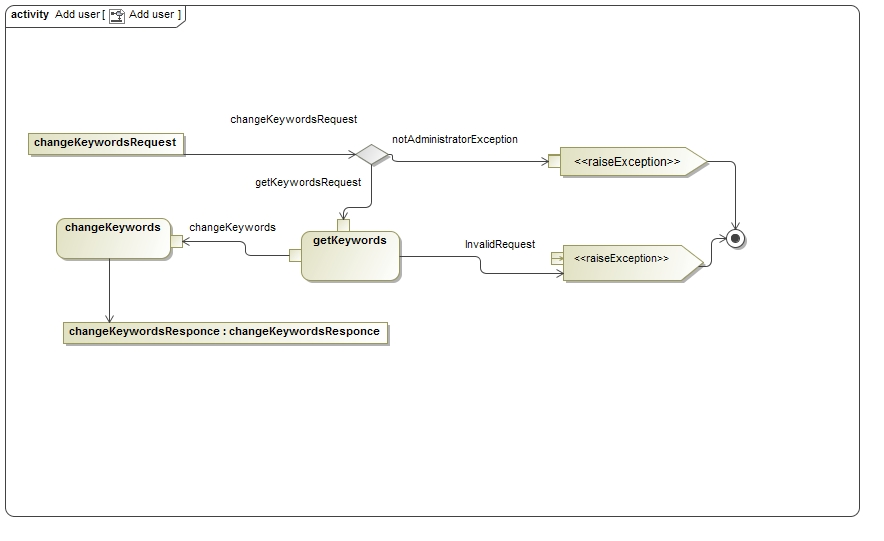 activity Add user [ Add user ]
changeKeywordsRequest
changeKeywordsRequest
notAdministratorException
<<raiseException>>
getKeywordsRequest
changeKeywords
changeKeywords
getKeywords
InvalidRequest
<<raiseException>>
changeKeywordsResponce : changeKeywordsResponce